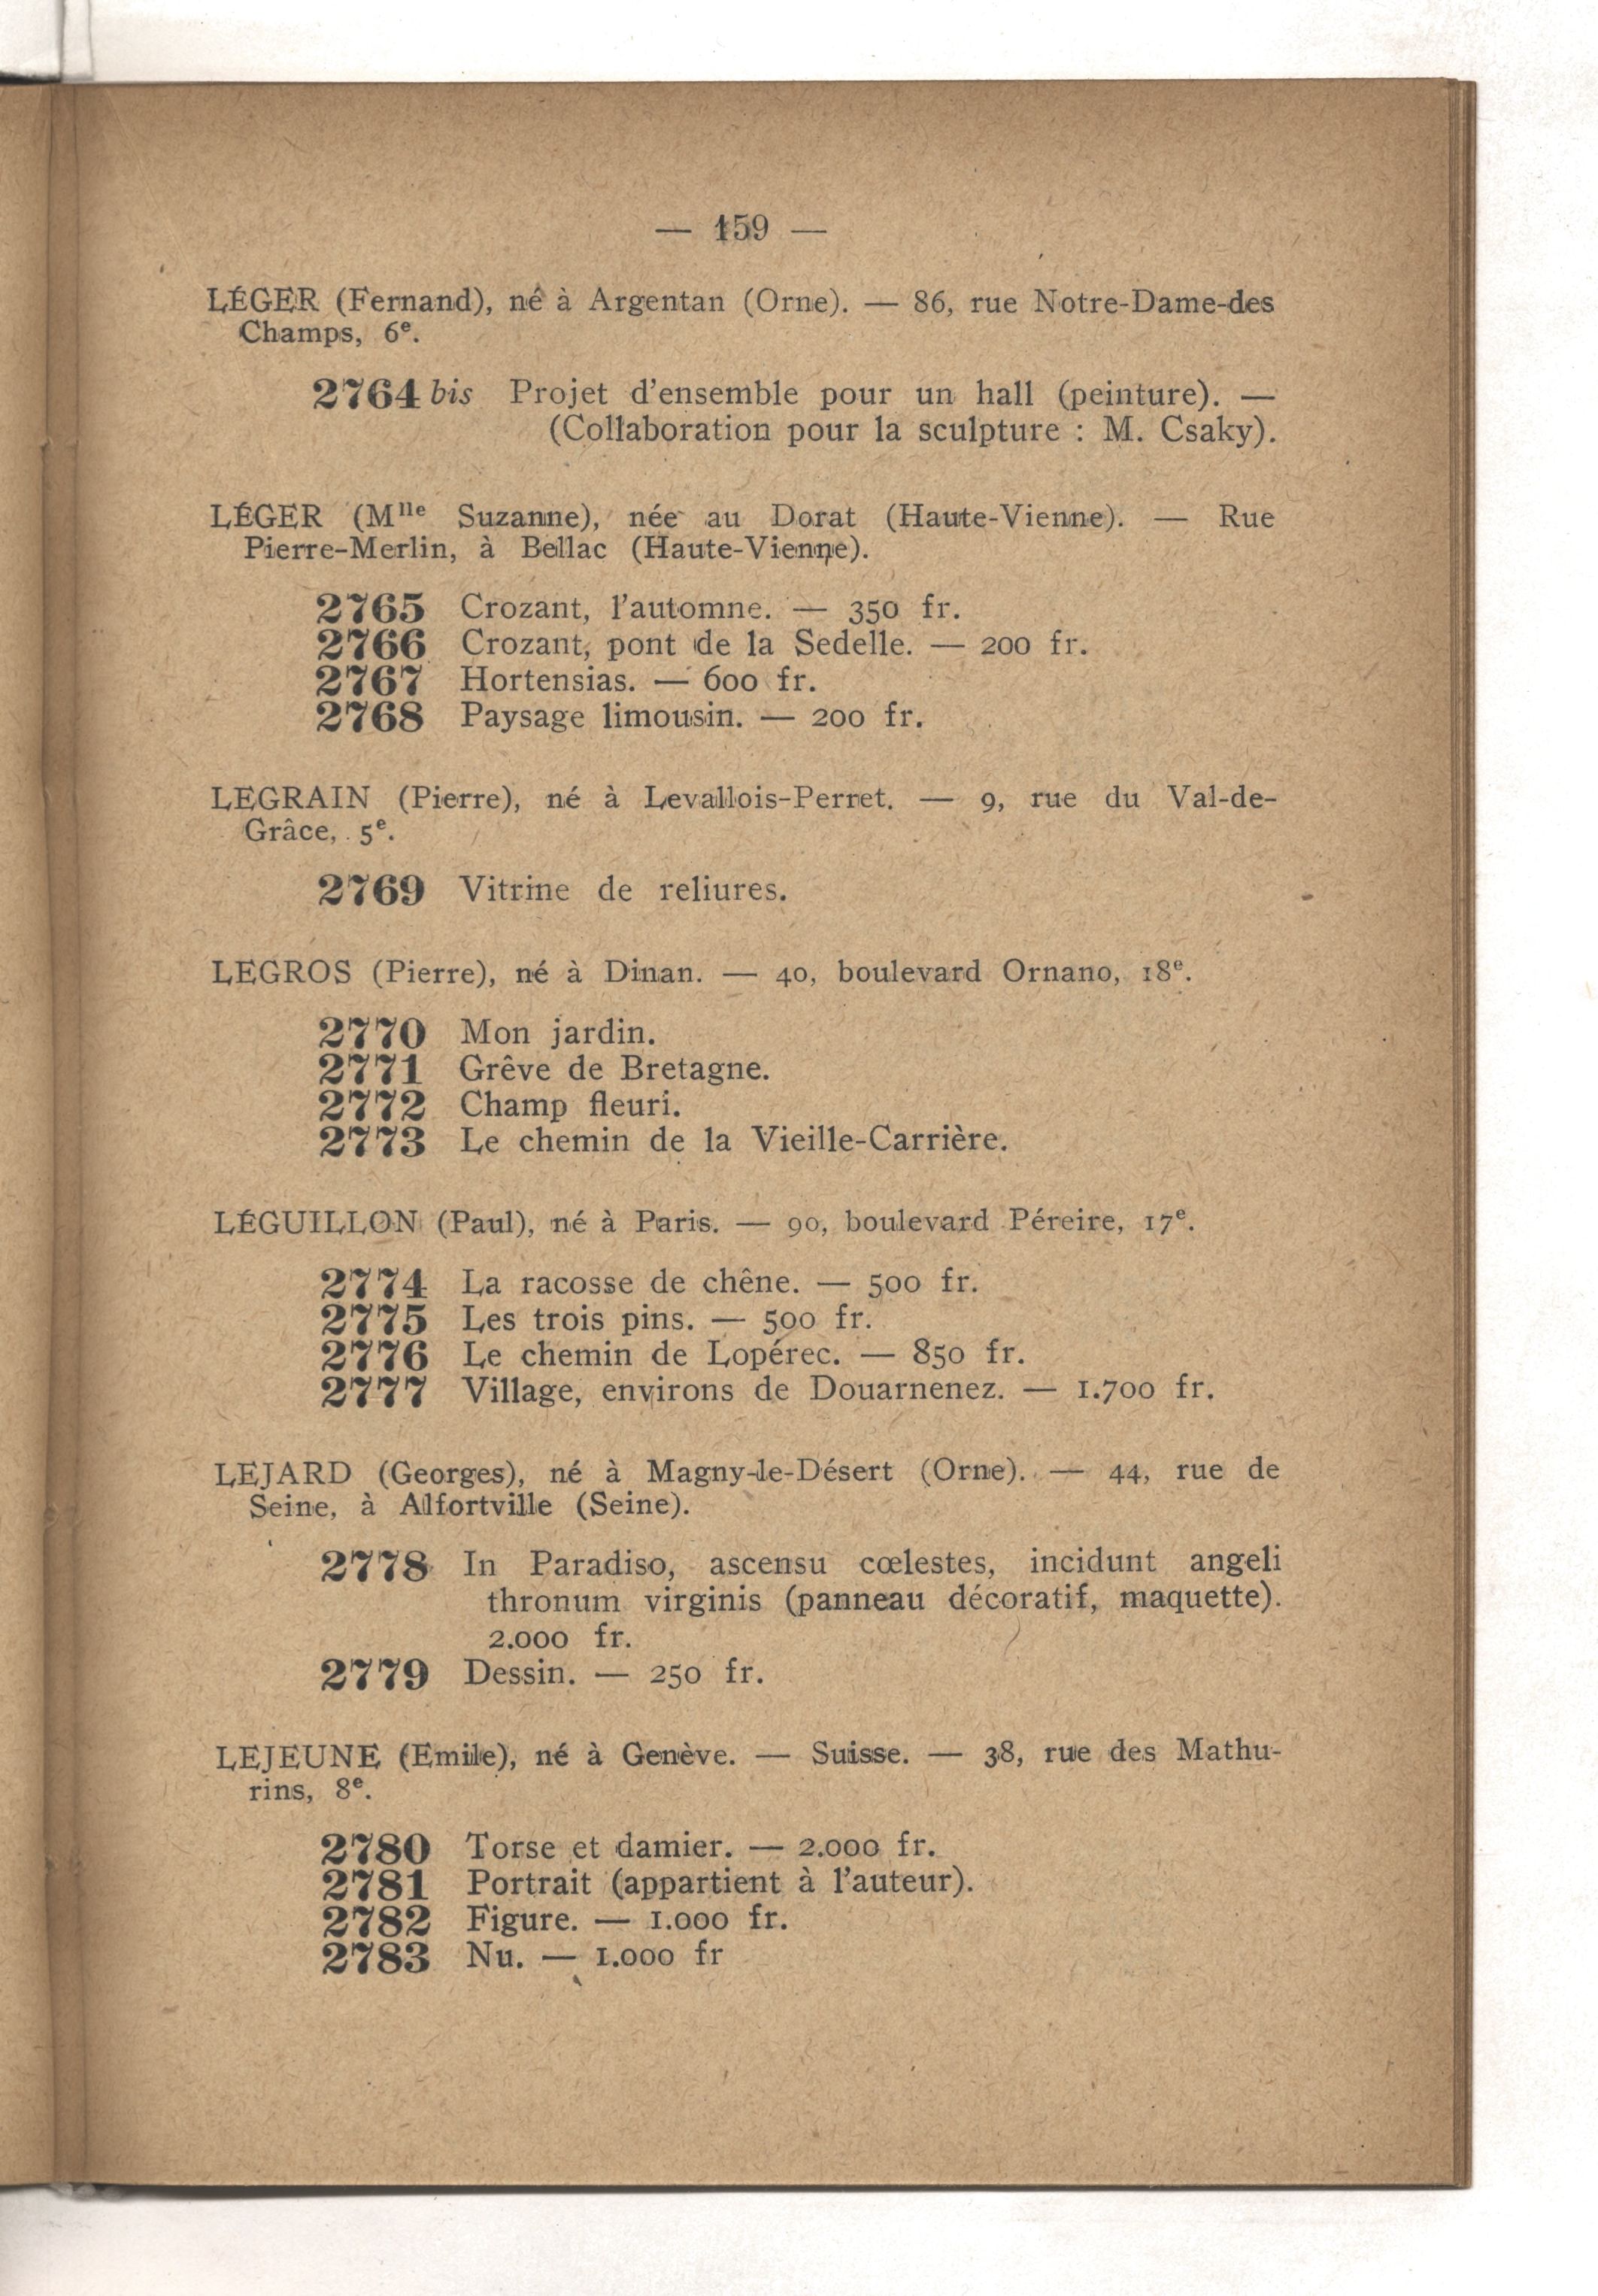 — 159 —
LÉGER (Fernand), né à Argentan (Orne). — 86, rue Notre-Dame-des
Champs, 6e.
2764 bis Projet d'ensemble pour un hall (peinture). —
(Collaboration pour la sculpture : M. Csaky).
LÉGER (Mlle Suzanne), née au Dorat (Haute-Vienne). — Rue
Pierre-Merlin, à Bellac (Haute-Vienne).
2765 Crozant, l'automne. — 350 fr.
2766 Crozant, pont de la Sedelle. — 200 fr.
2767 Hortensias. — 600 fr.
2768 Paysage limousin. — 200 fr.
LEGRAIN (Pierre), né à Levallois-Perret. — 9, rue du Val-de-
Grâce, 5e.
2769 Vitrine de reliures.
LEGROS (Pierre), né à Dinan. — 40, boulevard Ornano, 18e.
2770 Mon jardin.
2771 Grêve de Bretagne.
2772 Champ fleuri.
2773 Le chemin de la Vieille-Carrière.
LÉGUILLON (Paul), né à Paris. — 90, boulevard Péreire, 17e.
2774 La racosse de chêne. — 500 fr.
2775 Les trois pins. — 500 fr.
2776 Le chemin de Lopérec. — 850 fr.
2777 Village, environs de Douarnenez. — 1.700 fr.
LEJARD (Georges), né à Magny-le-Désert (Orne). — 44, rue de
Seine, à Alfortville (Seine).
2778 In Paradiso, ascensu cœlestes, incidunt angeli
thronum virginis (panneau décoratif, maquette).
2.000 fr.
2779 Dessin. — 250 fr.
LEJEUNE (Emile), né à Genève. — Suisse. — 38, rue des Mathu-
rins, 8e.
2780 Torse et damier. — 2.000 fr.
2781 Portrait (appartient à l'auteur).
2782 Figure. — 1.000 fr.
2783 Nu. — 1.000 fr